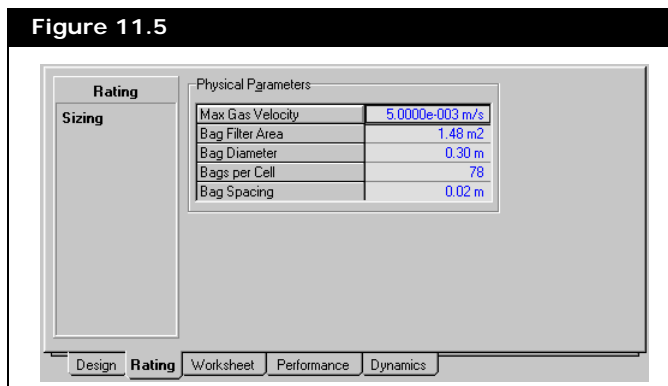 Figure 11.5
Rating
Sizing
Physical Parameters
Max Gas Velocity 5.0000e-003 m/s
Bag Filter Area 1.48 m2
Bag Diameter 0.30 m
Bags per Cell 78
Bag Spacing 0.02 m
Design Rating Worksheet Performance Dynamics